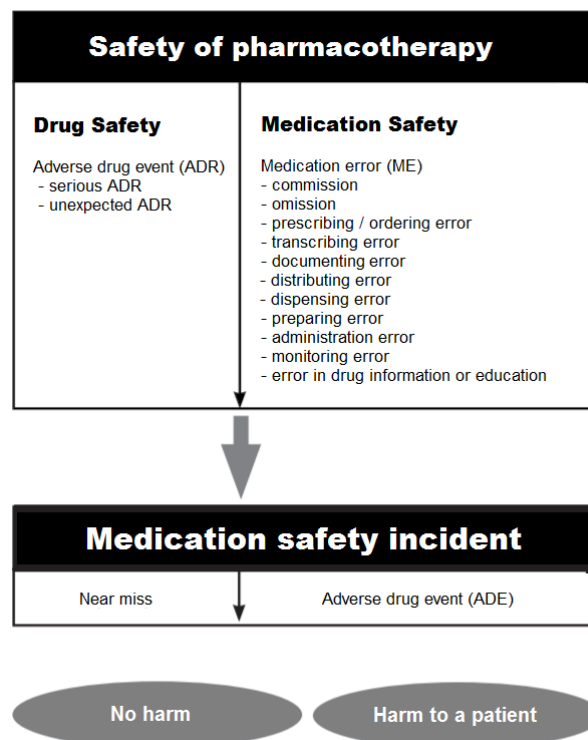 Safety of pharmacotherapy
Drug Safety
Adverse drug event (ADR)
- serious ADR
- unexpected ADR
Medication Safety
Medication error (ME)
- commission
- omission
- prescribing / ordering error
- transcribing error
- documenting error
- distributing error
- dispensing error
- preparing error
- administration error
- monitoring error
- error in drug information or education
Medication safety incident
Near miss
Adverse drug event (ADE)
No harm
Harm to a patient